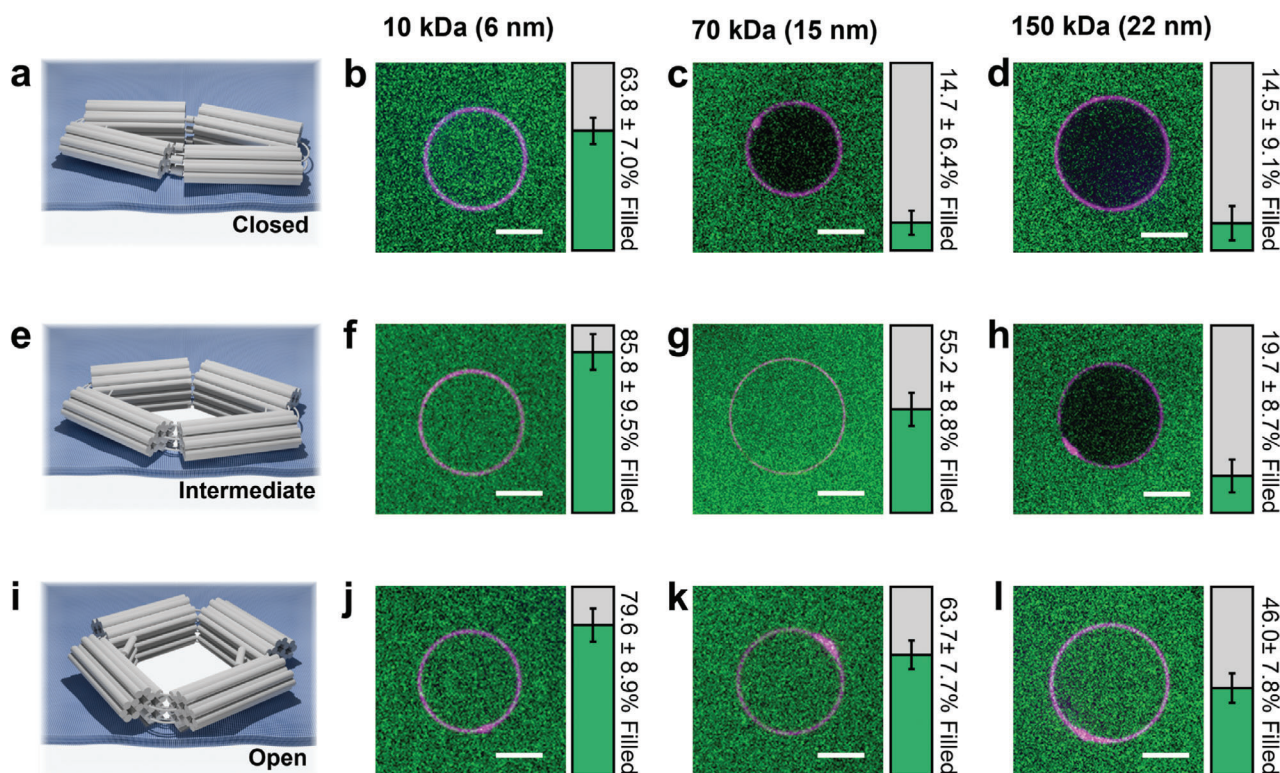 10 kDa (6 nm)
70 kDa (15 nm)
150 kDa (22 nm)
a
Closed
b
63.8 ± 7.0% Filled
c
14.7 ± 6.4% Filled
d
14.5 ± 9.1% Filled
e
Intermediate
f
85.8 ± 9.5% Filled
g
55.2 ± 8.8% Filled
h
19.7 ± 8.7% Filled
i
Open
j
79.6 ± 8.9% Filled
k
63.7± 7.7% Filled
l
46.0± 7.8% Filled